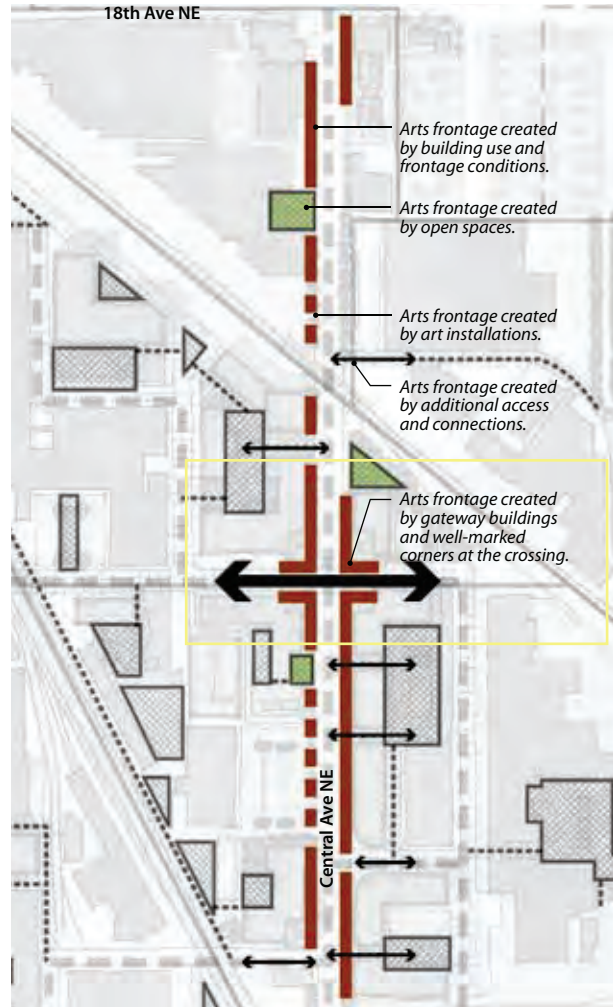 18th Ave NE
Arts frontage created
by building use and
frontage conditions.
Arts frontage created
by open spaces.
Arts frontage created
by art installations.
Arts frontage created
by additional access
and connections.
Arts frontage created
by gateway buildings
and well-marked
corners at the crossing.
Central Ave NE